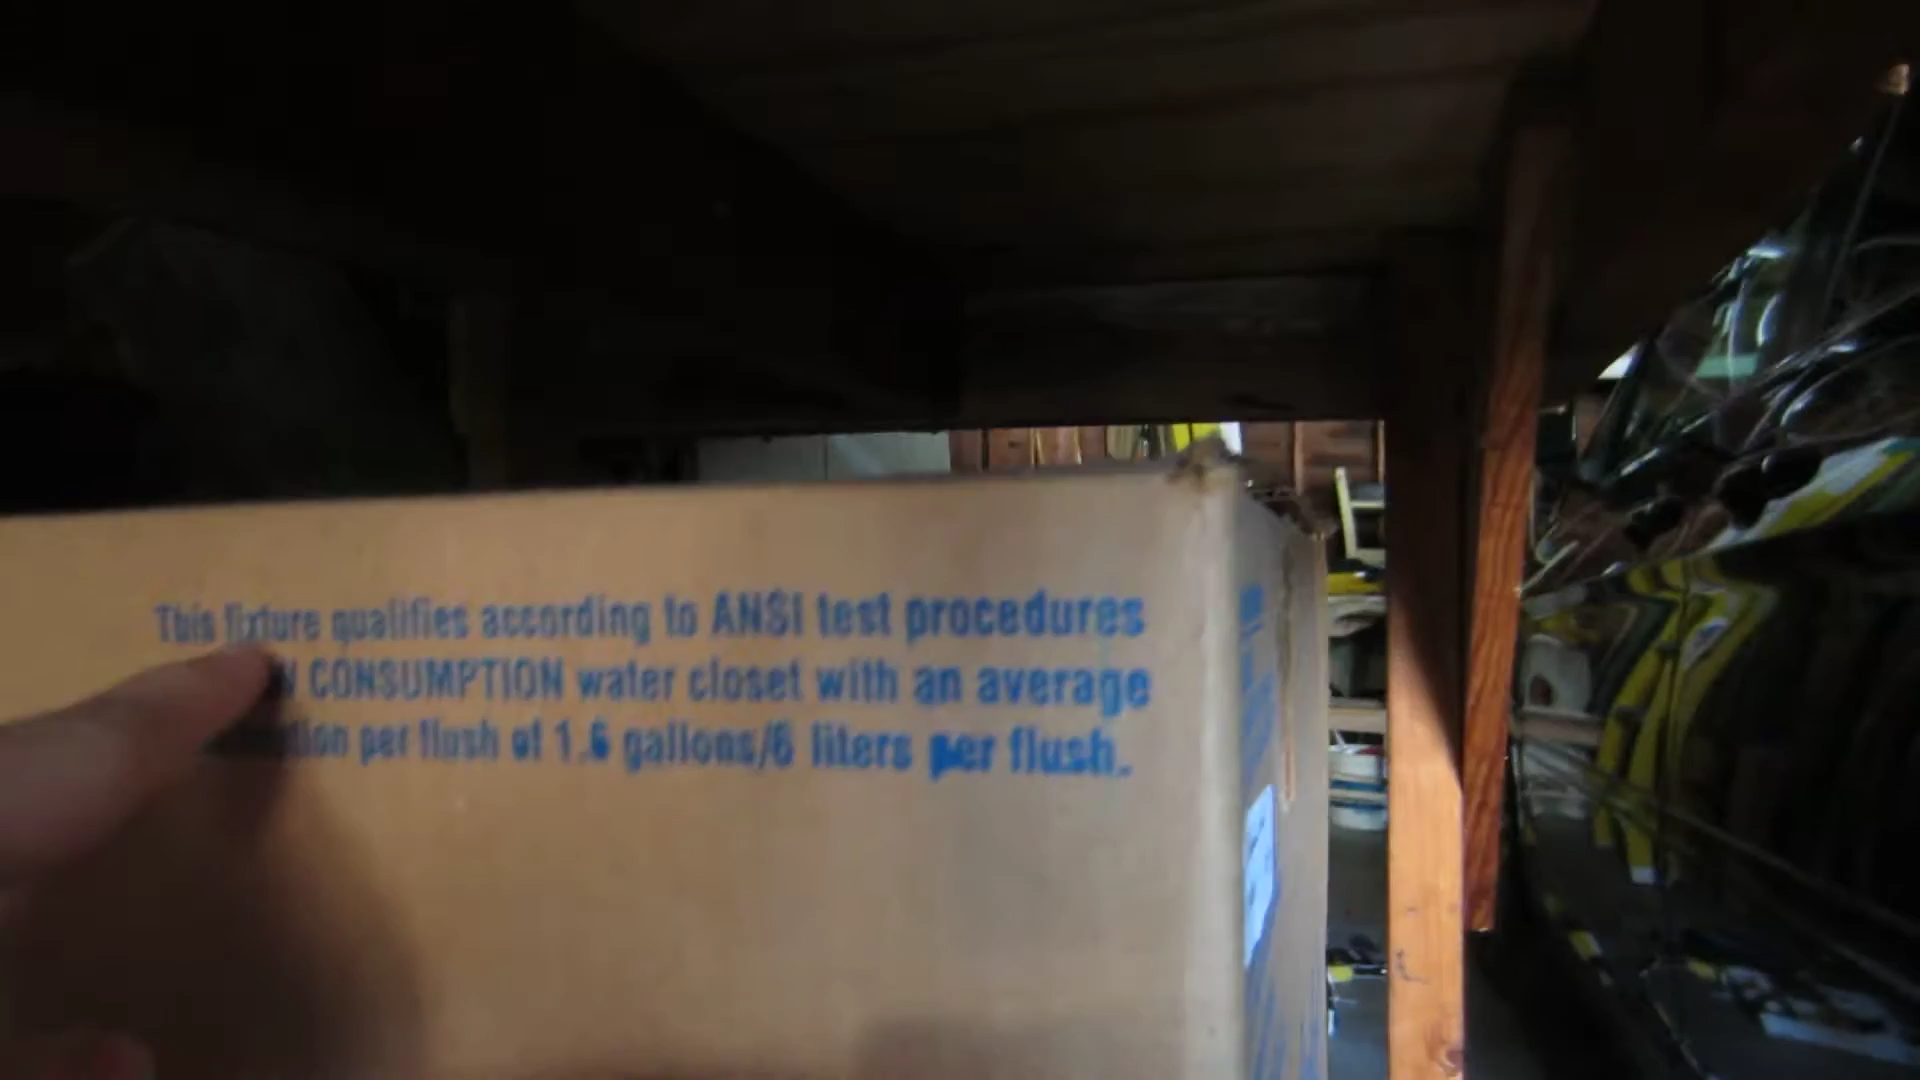 This fixture qualifies according to ANSI test procedures
CONSUMPTION water closet with an average
per flush of 1.6 gallons/6 liters per flush.